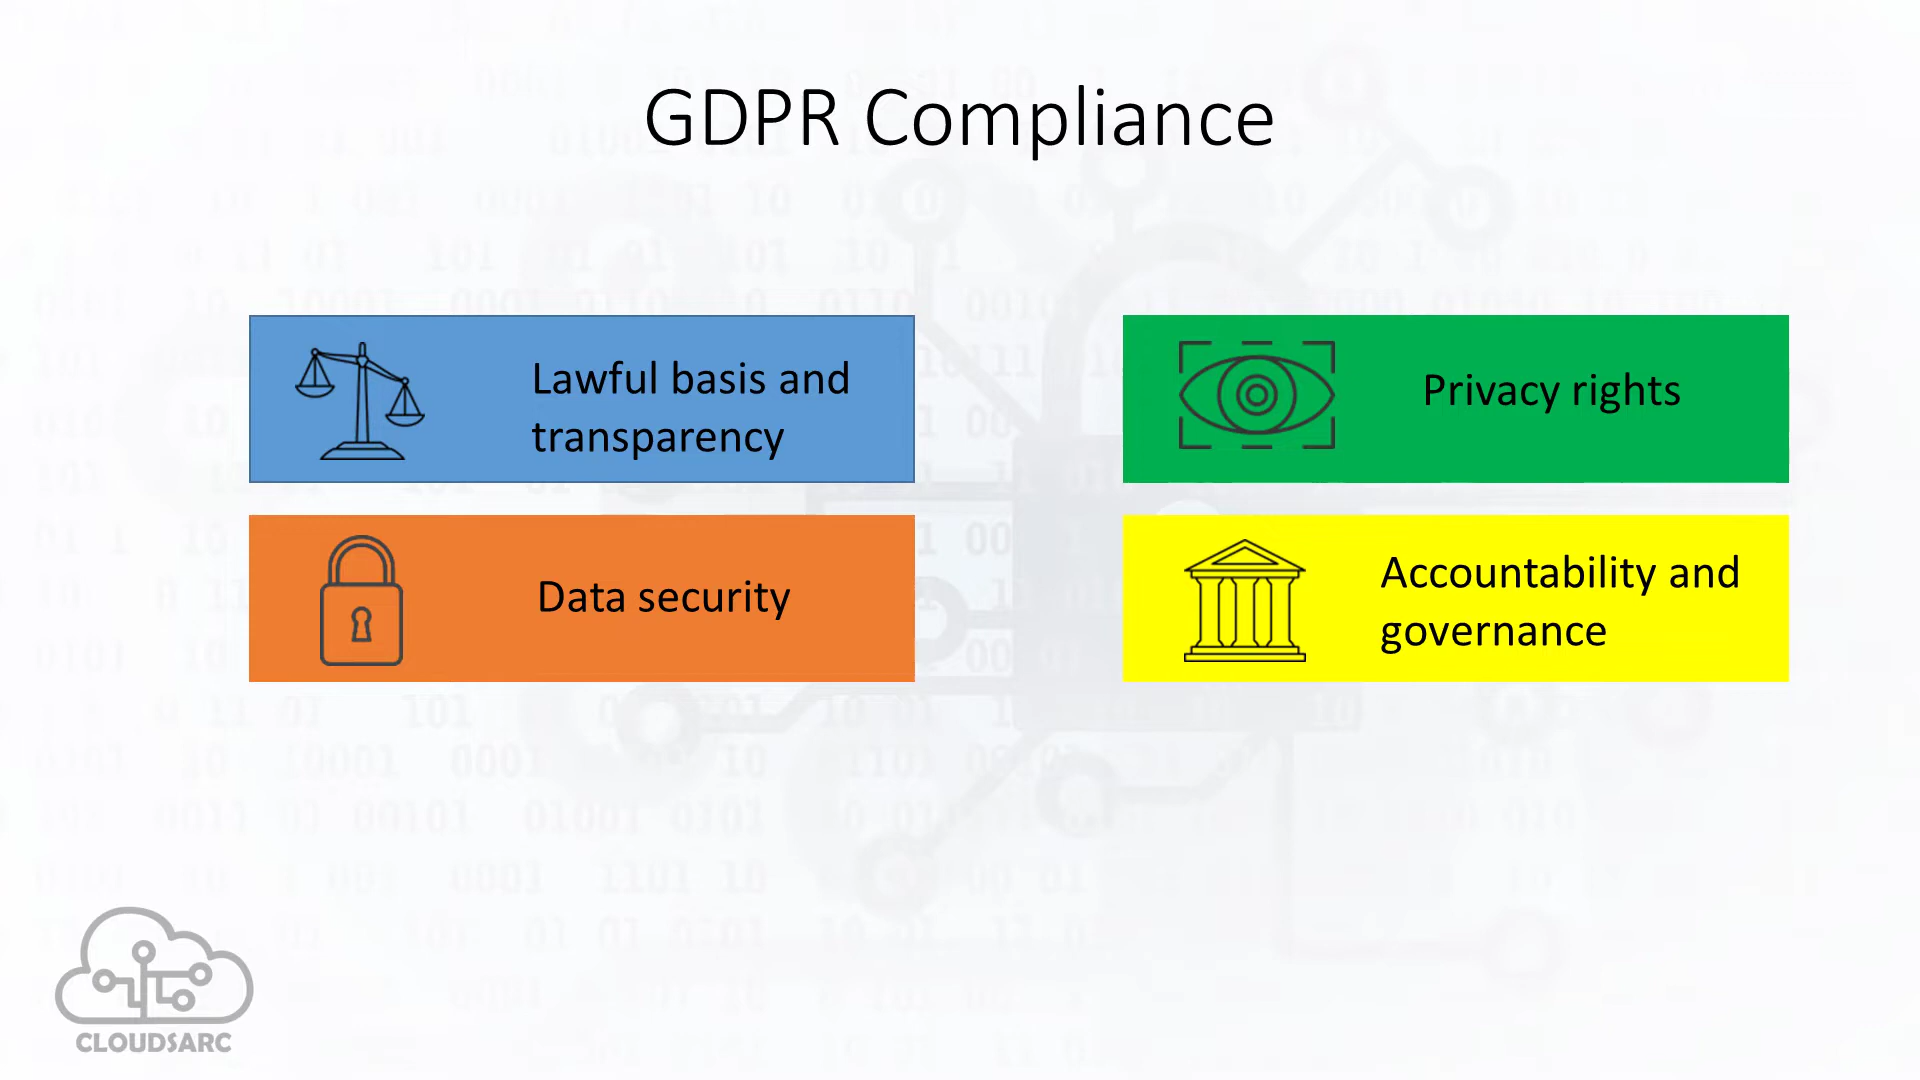 GDPR Compliance
Lawful basis and
transparency
Privacy rights
Data security
Accountability and
governance
CLOUDSARC